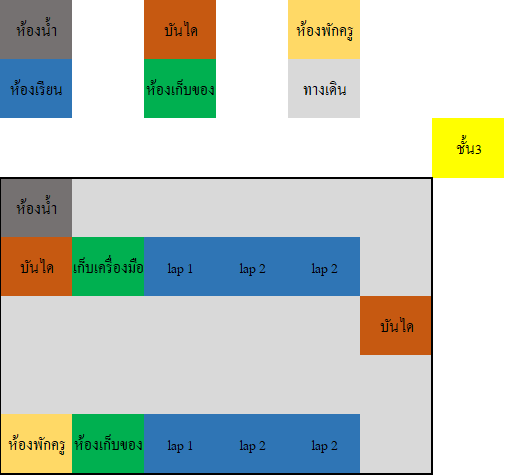 ห้องน้ำ บันได ห้องพักครู
ห้องเรียน ห้องเก็บของ ทางเดิน
ชั้น3
ห้องน้ำ
บันได เก็บเครื่องมือ lap 1 lap 2 lap 2
บันได
ห้องพักครู ห้องเก็บของ lap 1 lap 2 lap 2